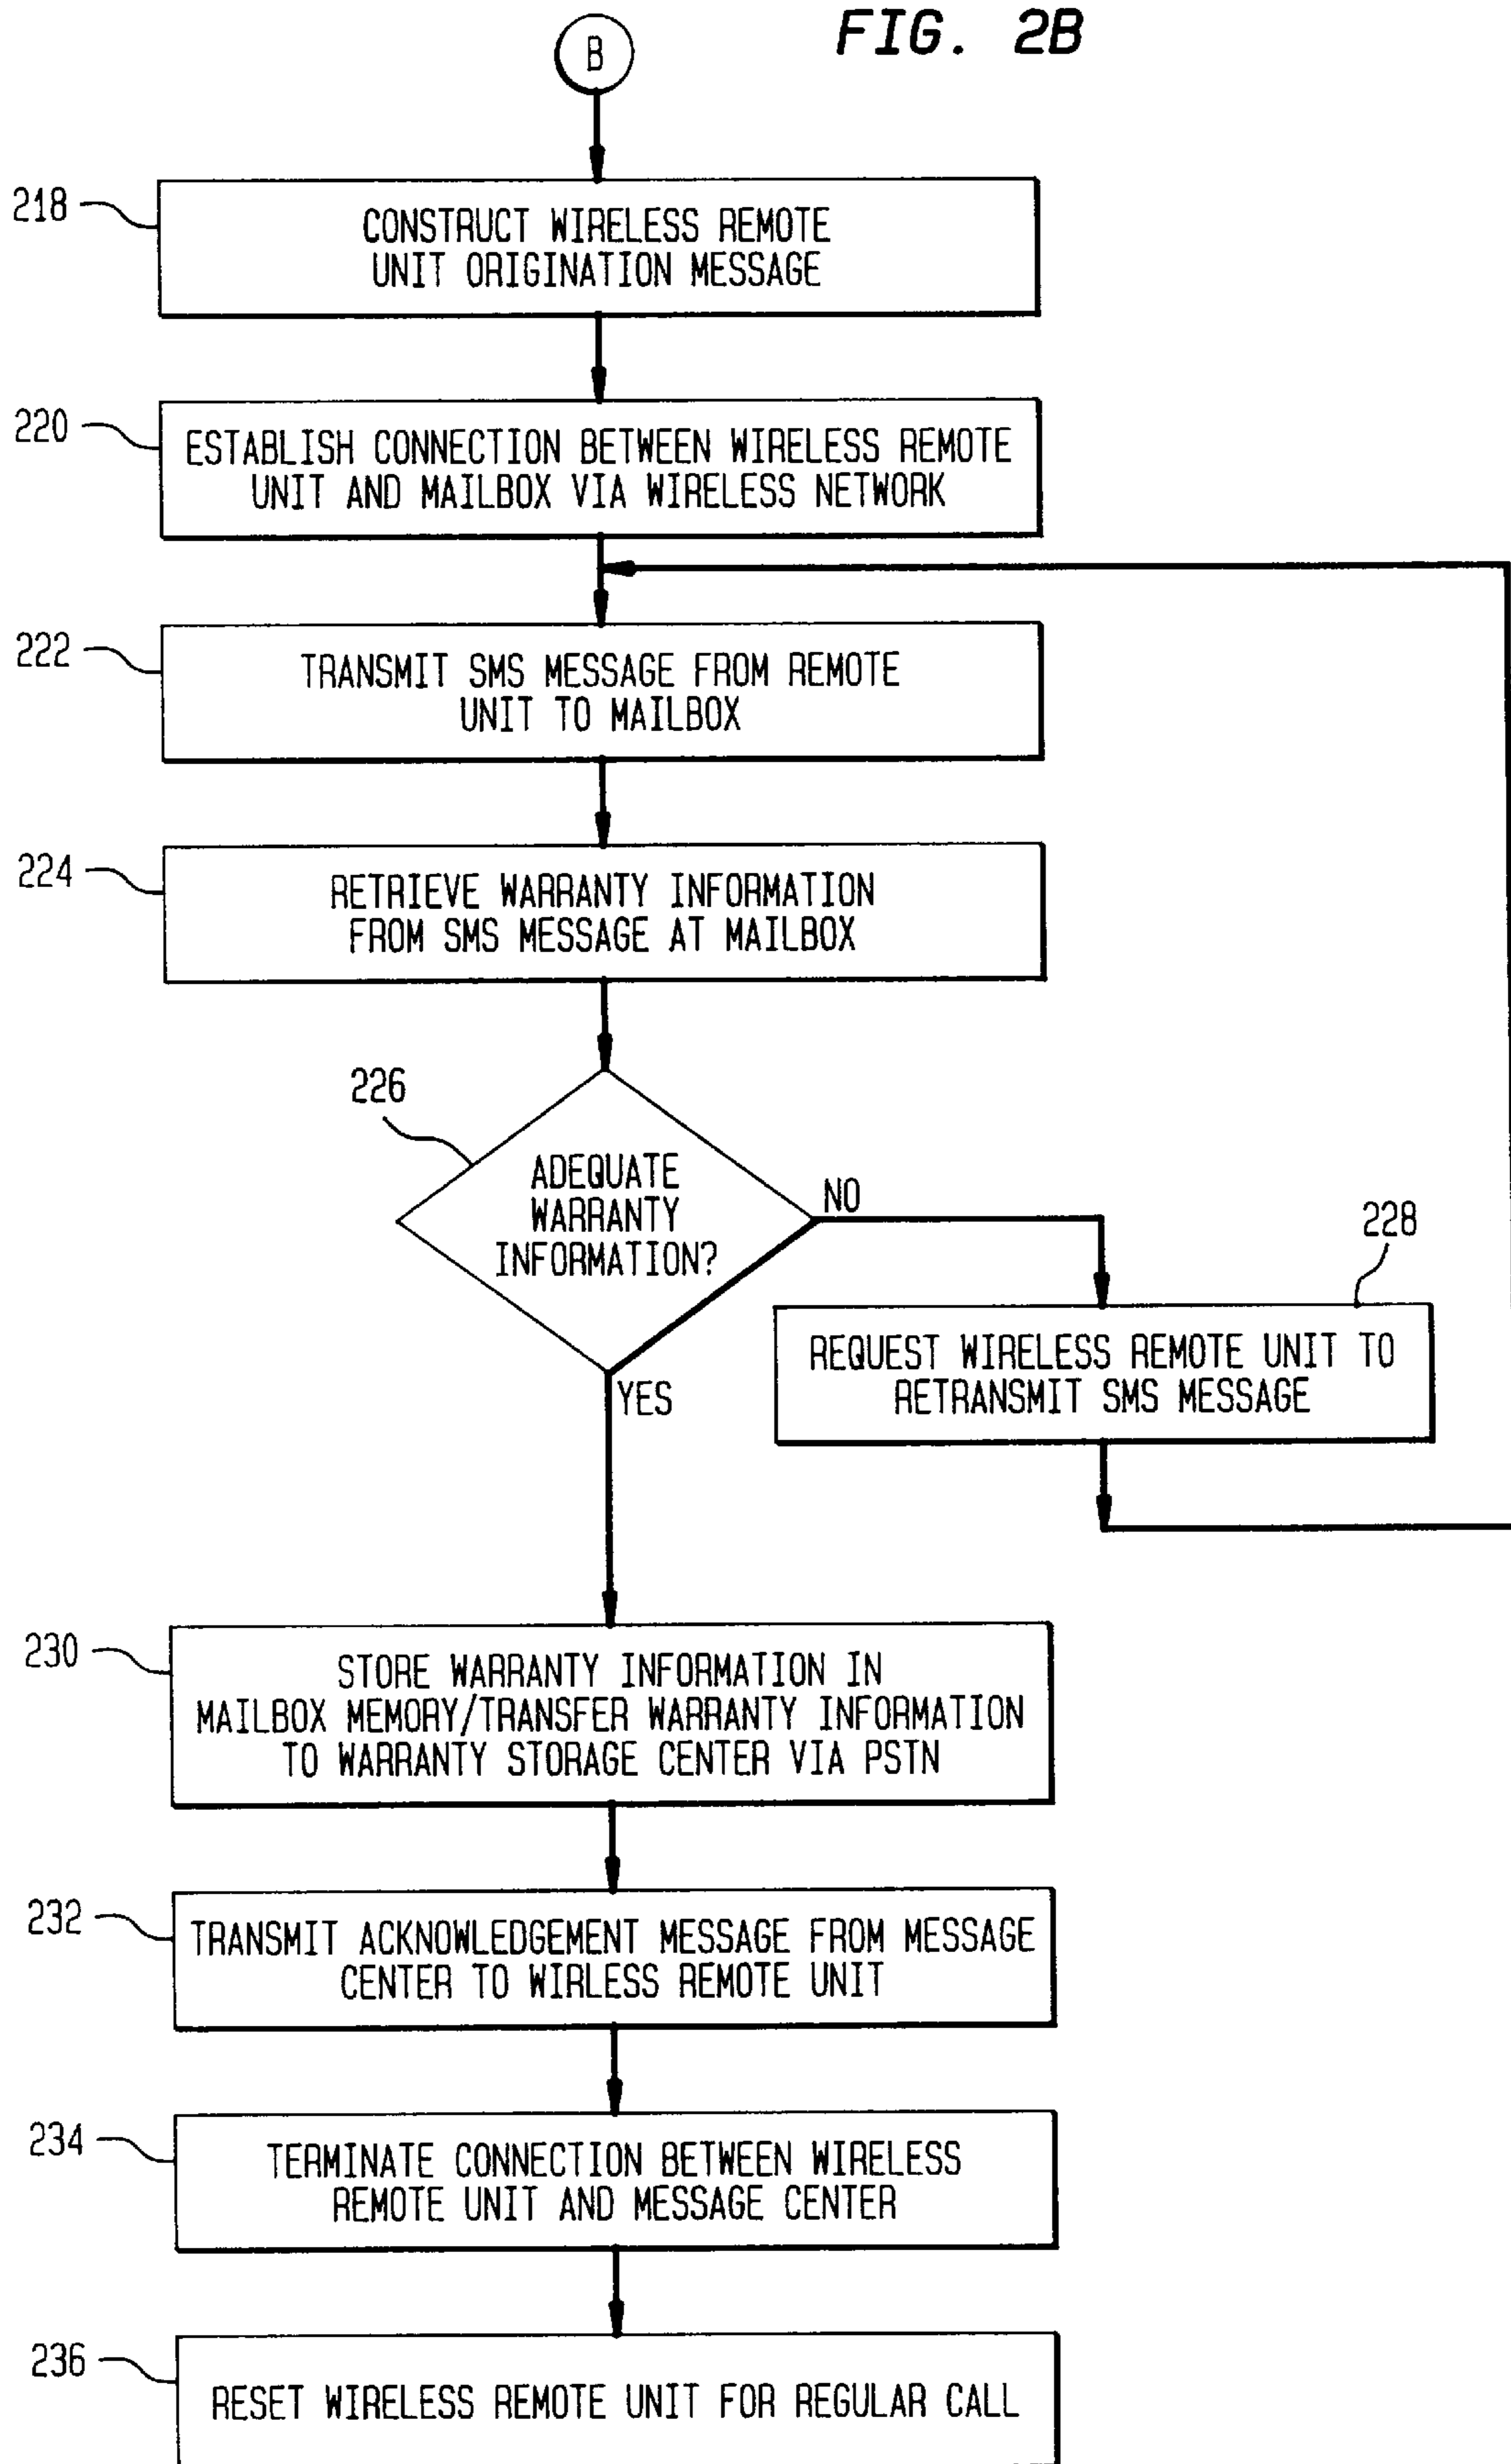 FIG. 2B
B
218
CONSTRUCT WIRELESS REMOTE
UNIT ORIGINATION MESSAGE
220
ESTABLISH CONNECTION BETWEEN WIRELESS REMOTE
UNIT AND MAILBOX VIA WIRELESS NETWORK
222
TRANSMIT SMS MESSAGE FROM REMOTE
UNIT TO MAILBOX
224
RETRIEVE WARRANTY INFORMATION
FROM SMS MESSAGE AT MAILBOX
226
ADEQUATE
WARRANTY
INFORMATION?
NO
228
REQUEST WIRELESS REMOTE UNIT TO
RETRANSMIT SMS MESSAGE
YES
230
STORE WARRANTY INFORMATION IN
MAILBOX MEMORY/TRANSFER WARRANTY INFORMATION
TO WARRANTY STORAGE CENTER VIA PSTN
232
TRANSMIT ACKNOWLEDGEMENT MESSAGE FROM MESSAGE
CENTER TO WIRLESS REMOTE UNIT
234
TERMINATE CONNECTION BETWEEN WIRELESS
REMOTE UNIT AND MESSAGE CENTER
236
RESET WIRELESS REMOTE UNIT FOR REGULAR CALL